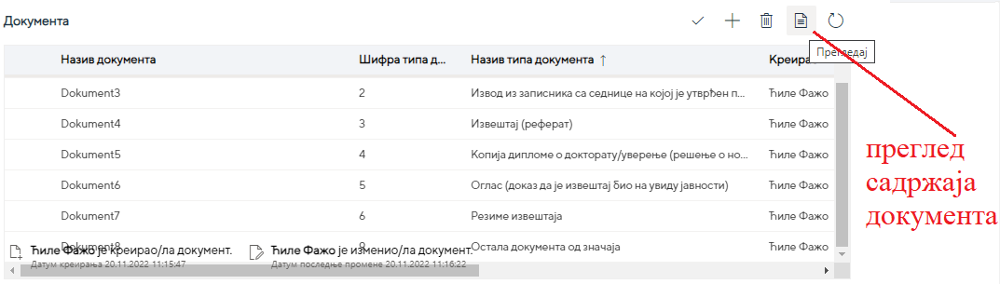 Документа
Прегледај
Назив документа Шифра типа д... Назив типа документа ↑
Dokument3 2 Извод из записника са седнице на којој је утврђен п... Ћиле Фажо
Dokument4 3 Извештај (реферат) Ћиле Фажо
Dokument5 4 Копија дипломе о докторату/уверење (решење о но... Ћиле Фажо
Dokument6 5 Оглас (доказ да је извештај био на увиду јавности) Ћиле Фажо
Dokument7 6 Резиме извештаја Ћиле Фажо
Dokument8 9 Остала документа од значаја Ћиле Фажо
Ћиле Фажо је креирао/ла документ. Ћиле Фажо је изменио/ла документ.
Датум креирања 20.11.2022 11:15:47 Датум последње промене 20.11.2022 11:16:22
преглед
садржаја
документа